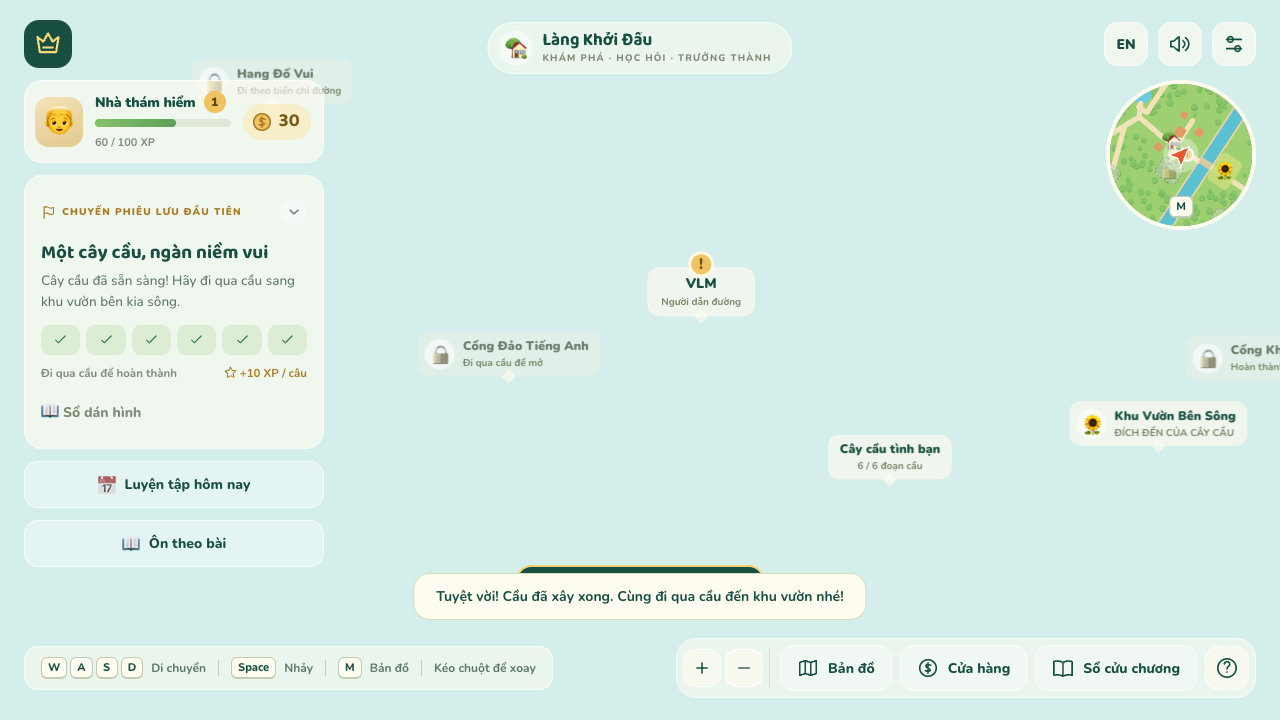 Làng Khởi Đầu
KHÁM PHÁ · HỌC HỎI · TRƯỞNG THÀNH
EN
Hang Đố Vui
Đi theo biển chỉ đường
Nhà thám hiểm 1
30
60 / 100 XP
M
CHUYẾN PHIÊU LƯU ĐẦU TIÊN
Một cây cầu, ngàn niềm vui
Cây cầu đã sẵn sàng! Hãy đi qua cầu sang
khu vườn bên kia sông.
Đi qua cầu để hoàn thành
+10 XP / câu
Sổ dán hình
Luyện tập hôm nay
Ôn theo bài
!
VLM
Người dẫn đường
Cổng Đảo Tiếng Anh
Đi qua cầu để mở
Cổng Kh
Hoàn thàn
Khu Vườn Bên Sông
ĐÍCH ĐẾN CỦA CÂY CẦU
Cây cầu tình bạn
6 / 6 đoạn cầu
Tuyệt vời! Cầu đã xây xong. Cùng đi qua cầu đến khu vườn nhé!
W A S D Di chuyển Space Nhảy M Bản đồ Kéo chuột để xoay
+ − Bản đồ Cửa hàng Sổ cửu chương ?